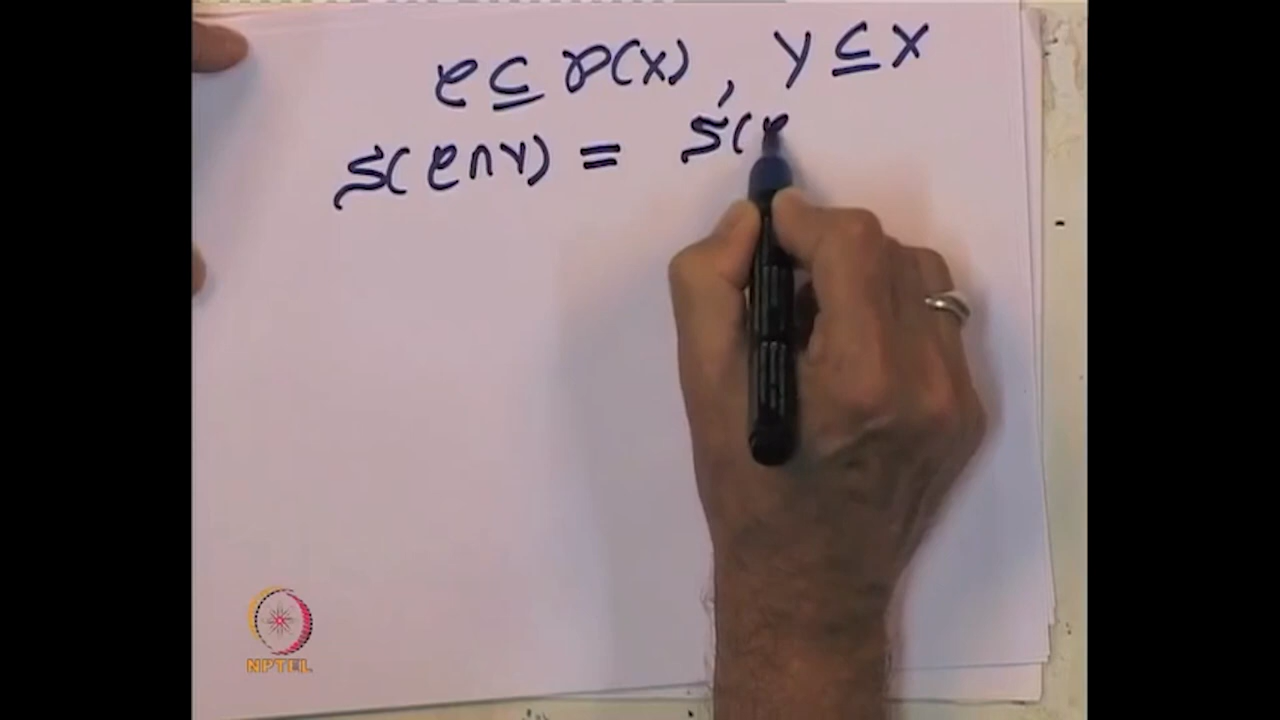 𝒞 ⊆ 𝒫(X), Y ⊆ X
S(𝒞∩Y) = S(𝒞
NPTEL